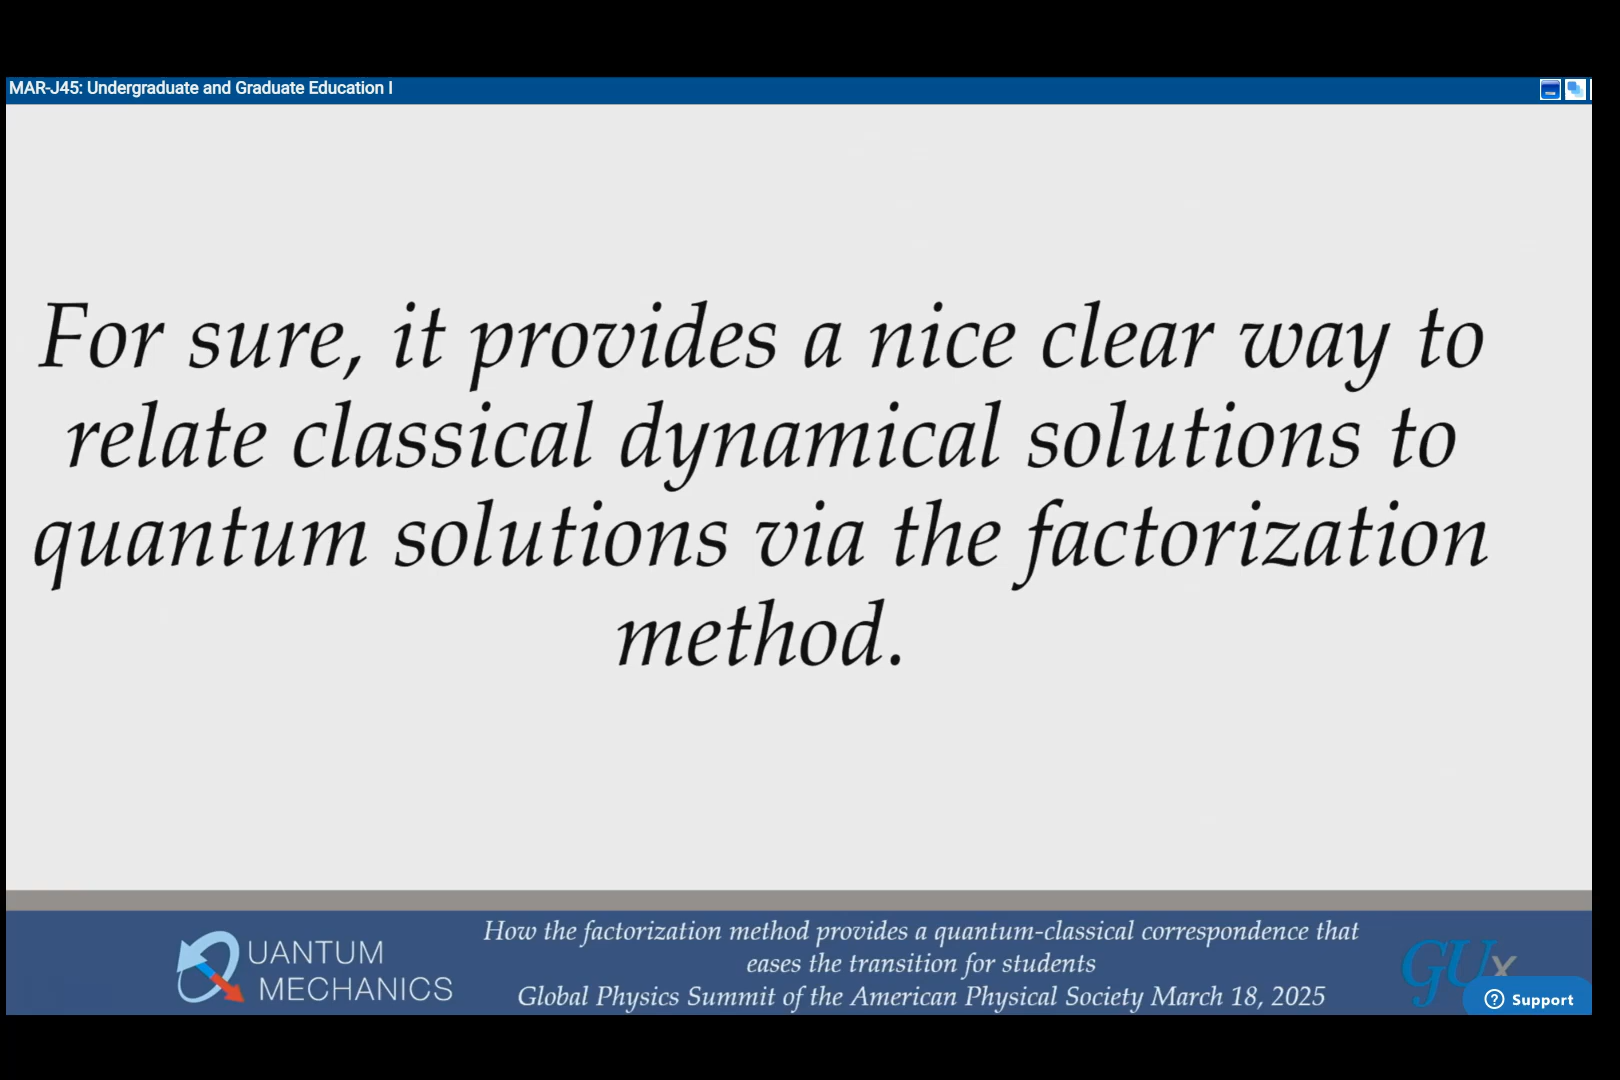 MAR-J45: Undergraduate and Graduate Education I
For sure, it provides a nice clear way to
relate classical dynamical solutions to
quantum solutions via the factorization
method.
QUANTUM
MECHANICS
How the factorization method provides a quantum-classical correspondence that
eases the transition for students
Global Physics Summit of the American Physical Society March 18, 2025
GUx
Support